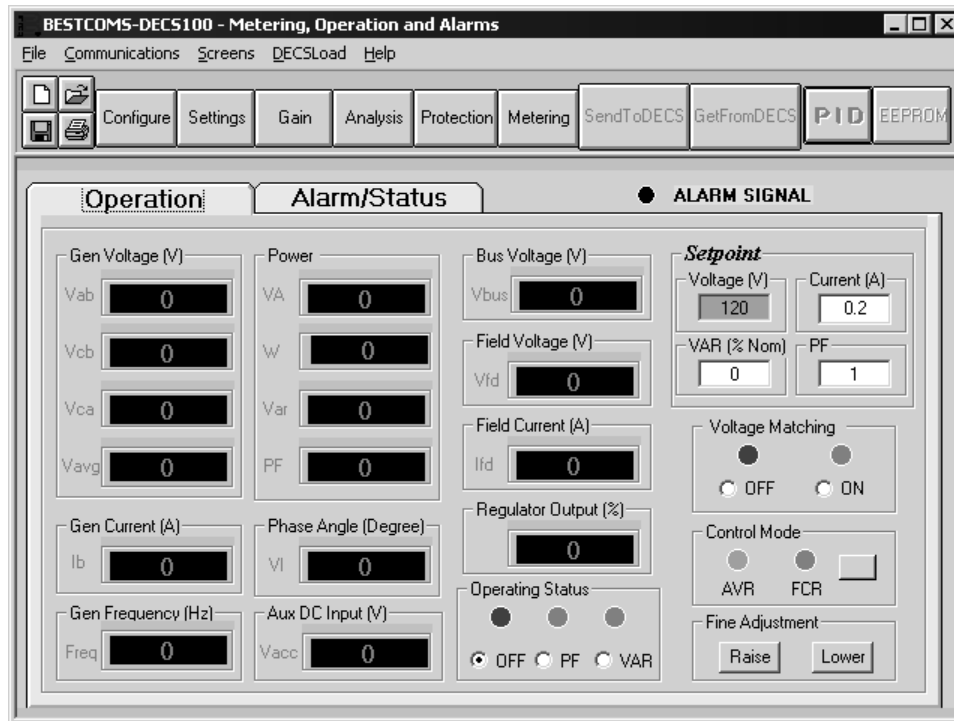 BESTCOMS-DECS100 - Metering, Operation and Alarms
File Communications Screens DECSLoad Help
Configure Settings Gain Analysis Protection Metering SendToDECS GetFromDECS PID EEPROM
Operation Alarm/Status ALARM SIGNAL
Gen Voltage (V)
Vab 0
Vcb 0
Vca 0
Vavg 0
Gen Current (A)
Ib 0
Gen Frequency (Hz)
Freq 0
Power
VA 0
W 0
Var 0
PF 0
Phase Angle (Degree)
VI 0
Aux DC Input (V)
Vacc 0
Bus Voltage (V)
Vbus 0
Field Voltage (V)
Vfd 0
Field Current (A)
Ifd 0
Regulator Output (%)
0
Operating Status
OFF PF VAR
Setpoint
Voltage (V) Current (A)
120 0.2
VAR (% Nom) PF
0 1
Voltage Matching
OFF ON
Control Mode
AVR FCR
Fine Adjustment
Raise Lower